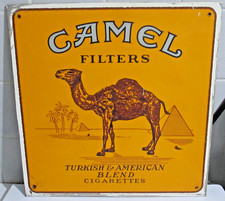 CAMEL
FILTERS
TURKISH & AMERICAN
BLEND
CIGARETTES